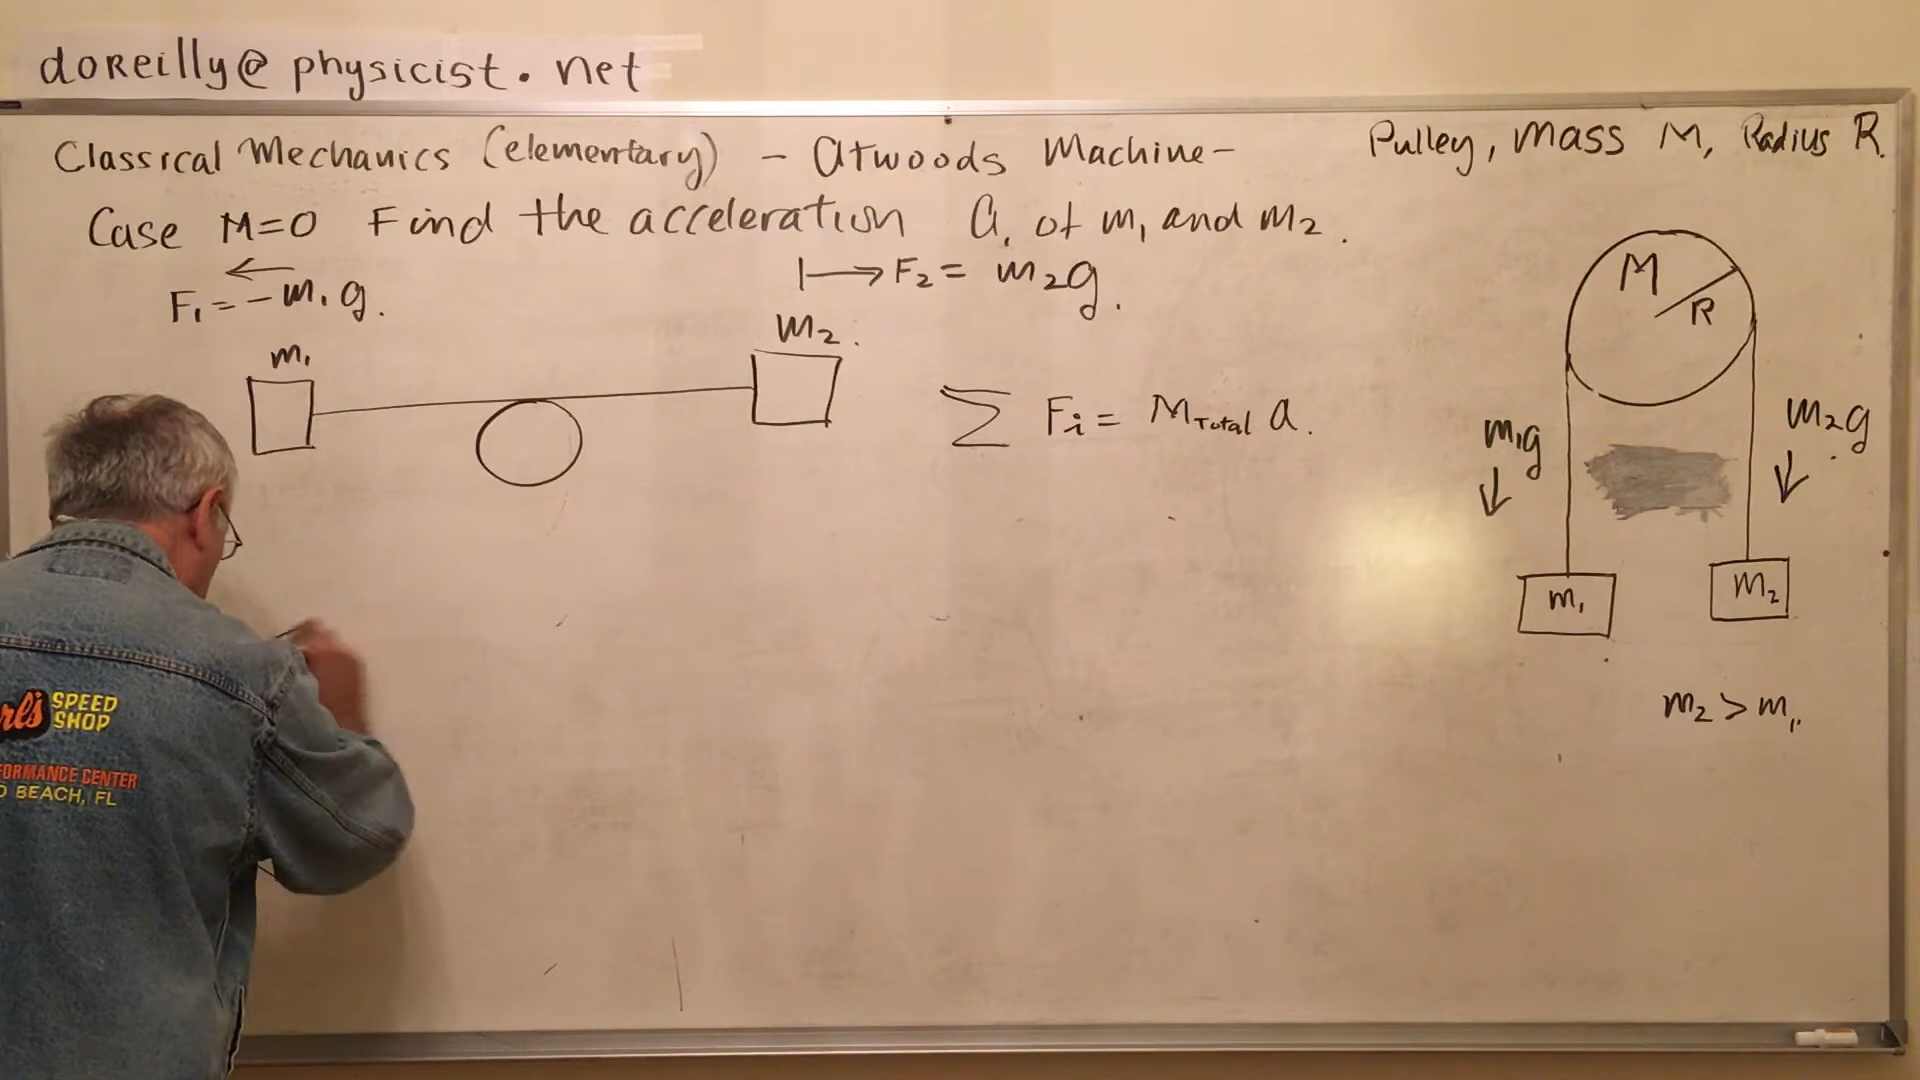 doReilly@physicist.net
Classical Mechanics (elementary) - Atwoods Machine-
Pulley, Mass M, Radius R.
Case M=0 Find the acceleration a, of m₁ and m₂.
F₁ = -m₁g.
F₂ = m₂g.
m₁
m₂.
∑ Fi = M Total a.
M
R
m₁g
m₂g
m₁
m₂
m₂ > m₁.
SPEED
SHOP
FORMANCE CENTER
BEACH, FL